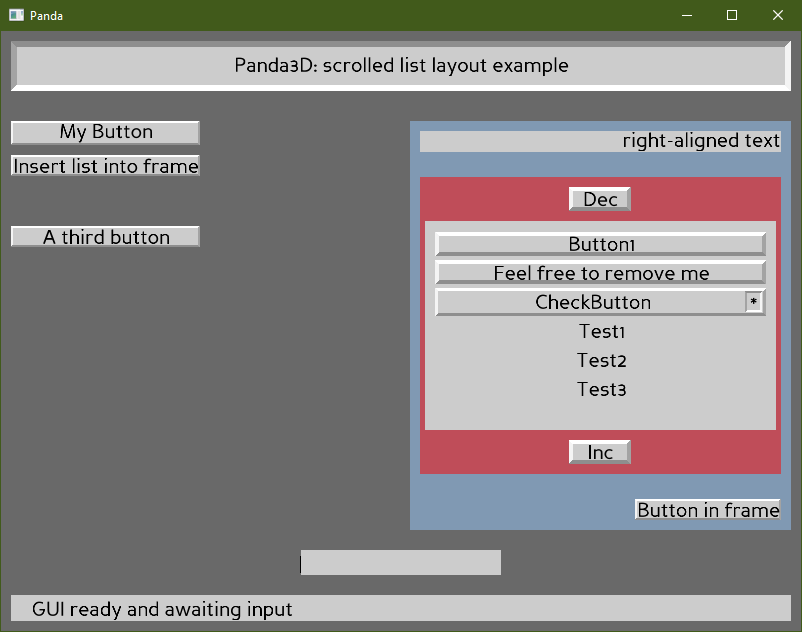 Panda
Panda3D: scrolled list layout example
My Button
Insert list into frame
A third button
right-aligned text
Dec
Button1
Feel free to remove me
CheckButton *
Test1
Test2
Test3
Inc
Button in frame
GUI ready and awaiting input